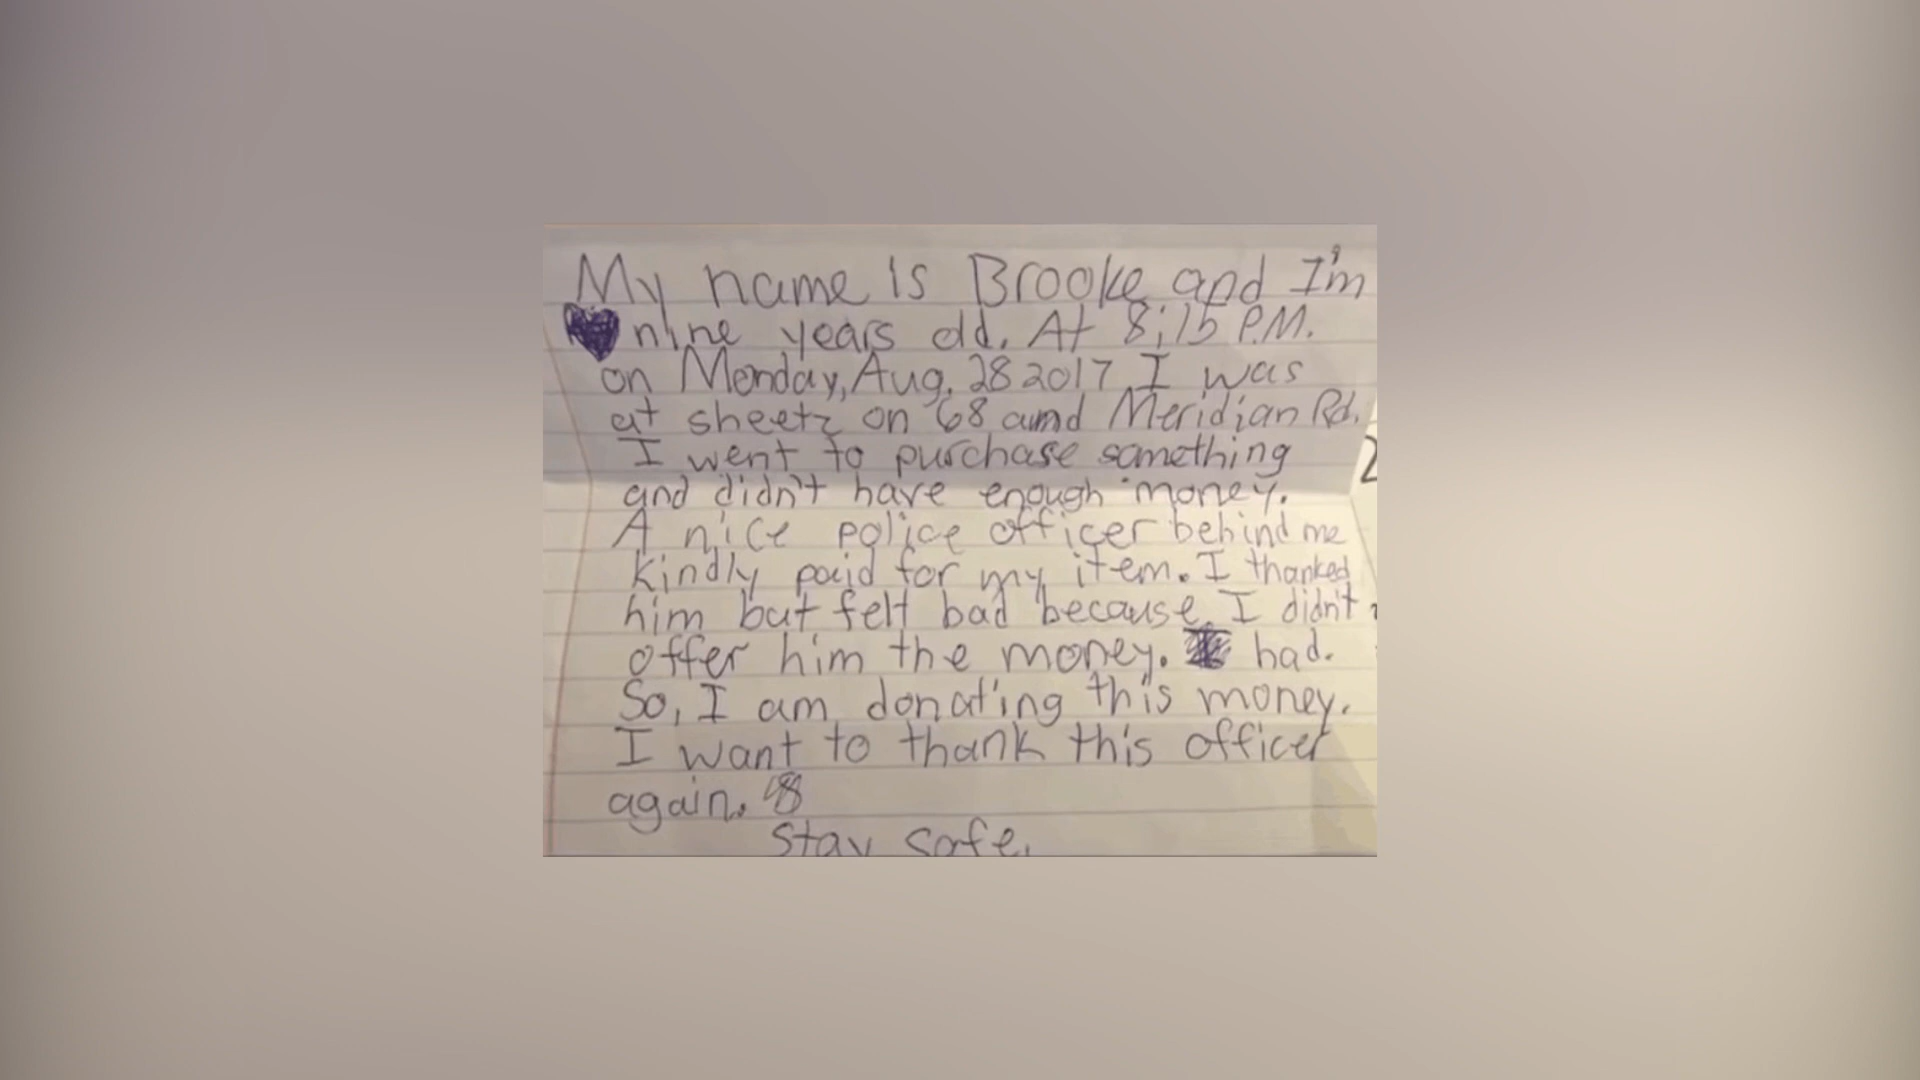 My name is Brooke and I'm
nine years old. At 8:15 P.M.
on Monday, Aug. 28 2017 I was
at sheetz on 68 amd Meridian Rd.
I went to purchase something
and didn't have enough money.
A nice police officer behind me
kindly paid for my item. I thanked
him but felt bad because I didn't
offer him the money. had.
So, I am donating this money.
I want to thank this officer
again.
Stay safe.